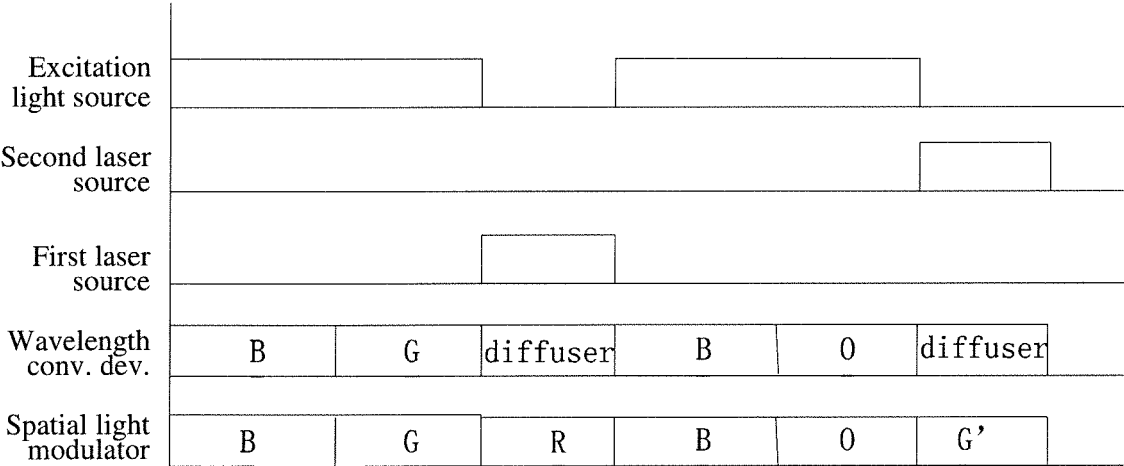 Excitation
light source
Second laser
source
First laser
source
Wavelength
conv. dev.
B G diffuser B O diffuser
Spatial light
modulator
B G R B O G’